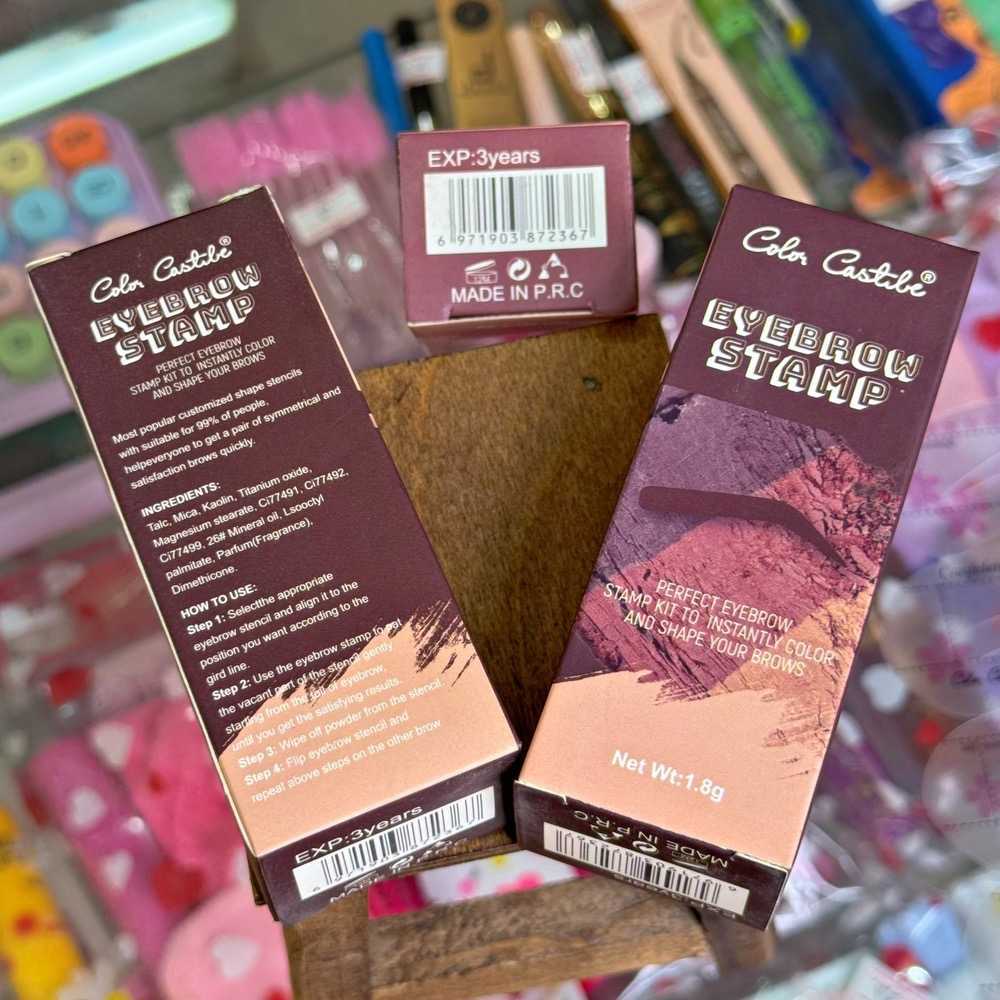 EXP:3years
6 971903 872367
12M
MADE IN P.R.C
Color Castibe®
EYEBROW
STAMP
PERFECT EYEBROW
STAMP KIT TO INSTANTLY COLOR
AND SHAPE YOUR BROWS
Most popular customized shape stencils
with suitable for 99% of people.
helpeveryone to get a pair of symmetrical and
satisfaction brows quickly.
INGREDIENTS:
Talc, Mica, Kaolin, Titanium oxide,
Magnesium stearate, Ci77491, Ci77492,
Ci77499, 26# Mineral oil, Lsooctyl
palmitate, Parfum(Fragrance),
Dimethicone.
HOW TO USE:
Step 1: Selectthe appropriate
eyebrow stencil and align it to the
position you want according to the
gird line.
Step 2: Use the eyebrow stamp to
the vacant part of the stencil gently
starting from the of eyebrow,
until you get the satisfying results.
Step 3: Wipe off powder from the stencil.
Step 4: Flip eyebrow stencil and
repeat above steps on the other brow
EXP:3years
Color Castibe®
EYEBROW
STAMP
PERFECT EYEBROW
STAMP KIT TO INSTANTLY COLOR
AND SHAPE YOUR BROWS
Net Wt:1.8g
MADE IN P.R.C